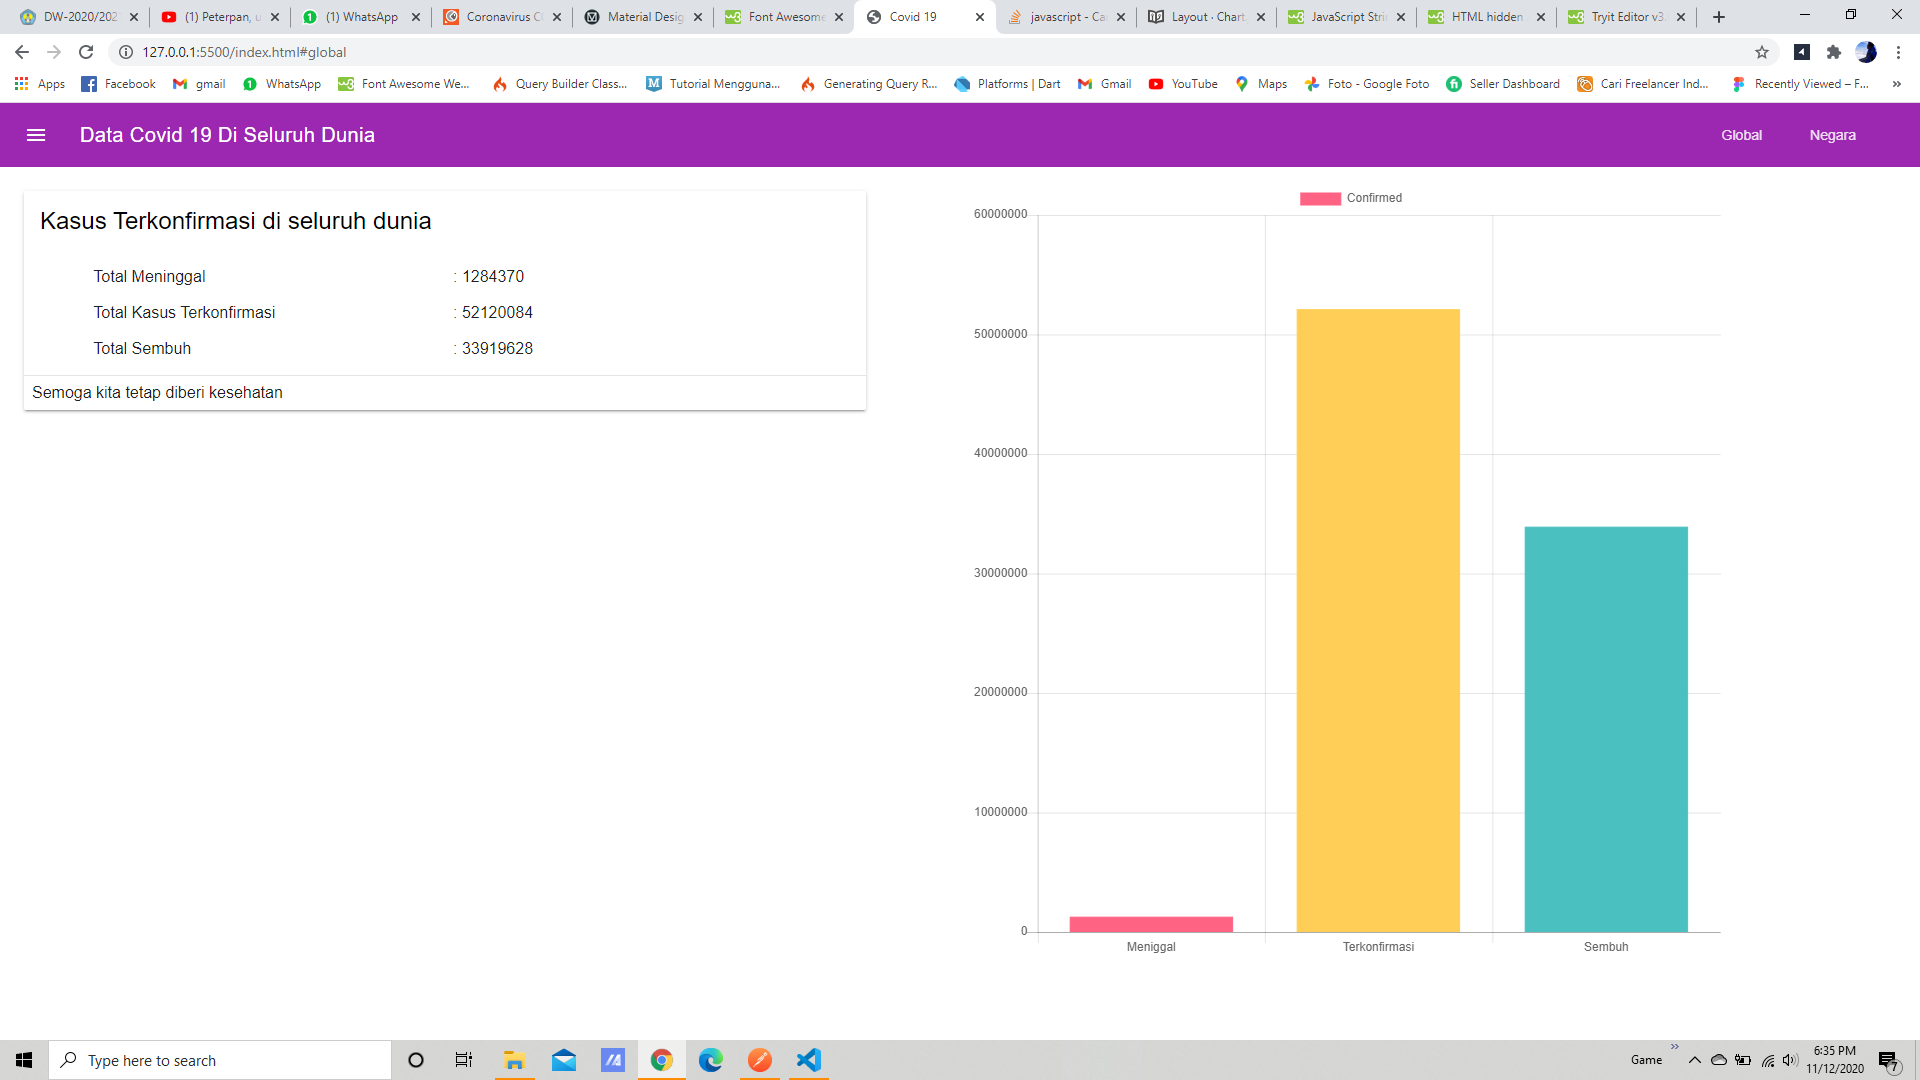 DW-2020/202
(1) Peterpan, u
(1) WhatsApp
Coronavirus C
Material Desig
Font Awesome
Covid 19
javascript - Ca
Layout · Chart.
JavaScript Stri
HTML hidden
Tryit Editor v3.
127.0.0.1:5500/index.html#global
Apps Facebook gmail WhatsApp Font Awesome We... Query Builder Class... Tutorial Mengguna... Generating Query R... Platforms | Dart Gmail YouTube Maps Foto - Google Foto Seller Dashboard Cari Freelancer Ind... Recently Viewed – F... »
Data Covid 19 Di Seluruh Dunia
Global Negara
Kasus Terkonfirmasi di seluruh dunia
Total Meninggal : 1284370
Total Kasus Terkonfirmasi : 52120084
Total Sembuh : 33919628
Semoga kita tetap diberi kesehatan
Confirmed
60000000
50000000
40000000
30000000
20000000
10000000
0
Meniggal Terkonfirmasi Sembuh
Type here to search
Game
6:35 PM
11/12/2020
7